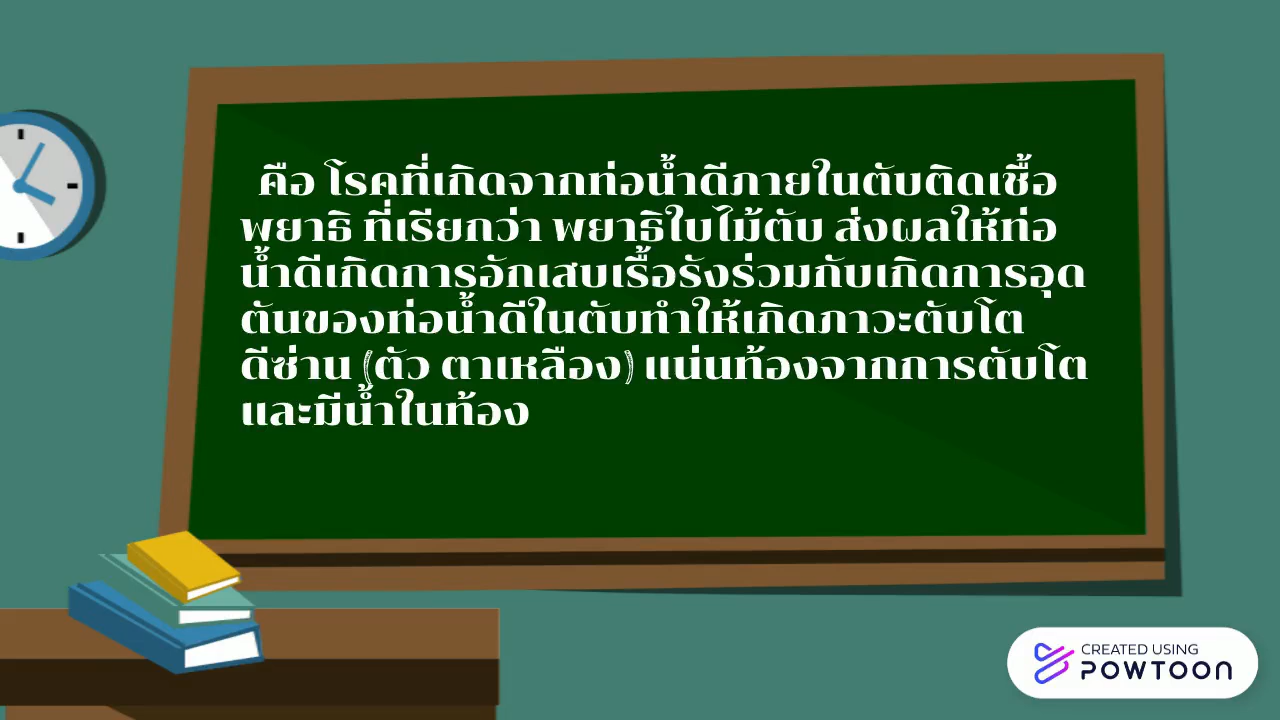 คือ โรคที่เกิดจากท่อน้ำดีภายในตับติดเชื้อ
พยาธิ ที่เรียกว่า พยาธิใบไม้ตับ ส่งผลให้ท่อ
น้ำดีเกิดการอักเสบเรื้อรังร่วมกับเกิดการอุด
ตันของท่อน้ำดีในตับทำให้เกิดภาวะตับโต
ดีซ่าน (ตัว ตาเหลือง) แน่นท้องจากการตับโต
และมีน้ำในท้อง
CREATED USING
POWTOON